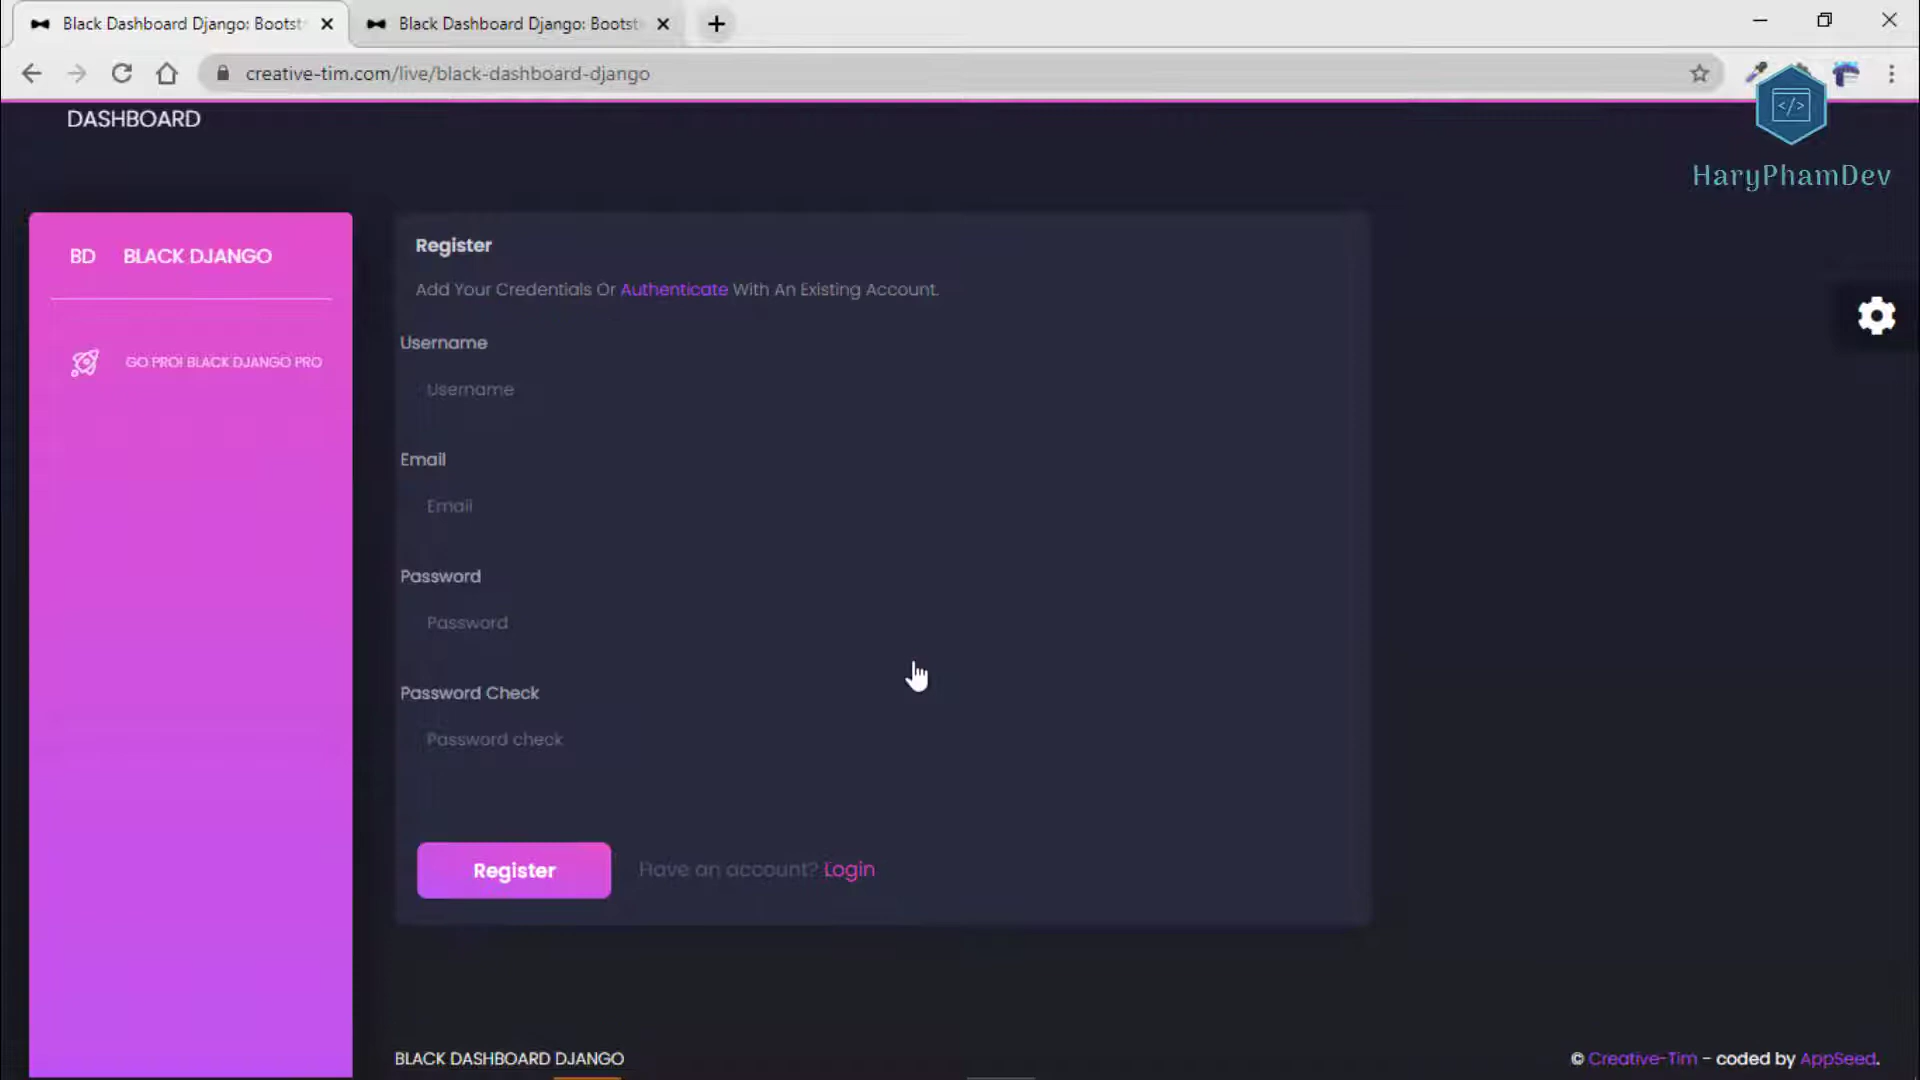 Black Dashboard Django: Boots
Black Dashboard Django: Bootst
creative-tim.com/live/black-dashboard-django
DASHBOARD
</>
HaryPhamDev
BD BLACK DJANGO
GO PRO! BLACK DJANGO PRO
Register
Add Your Credentials Or Authenticate With An Existing Account.
Username
Username
Email
Email
Password
Password
Password Check
Password check
Register Have an account? Login
BLACK DASHBOARD DJANGO
© Creative-Tim - coded by AppSeed.